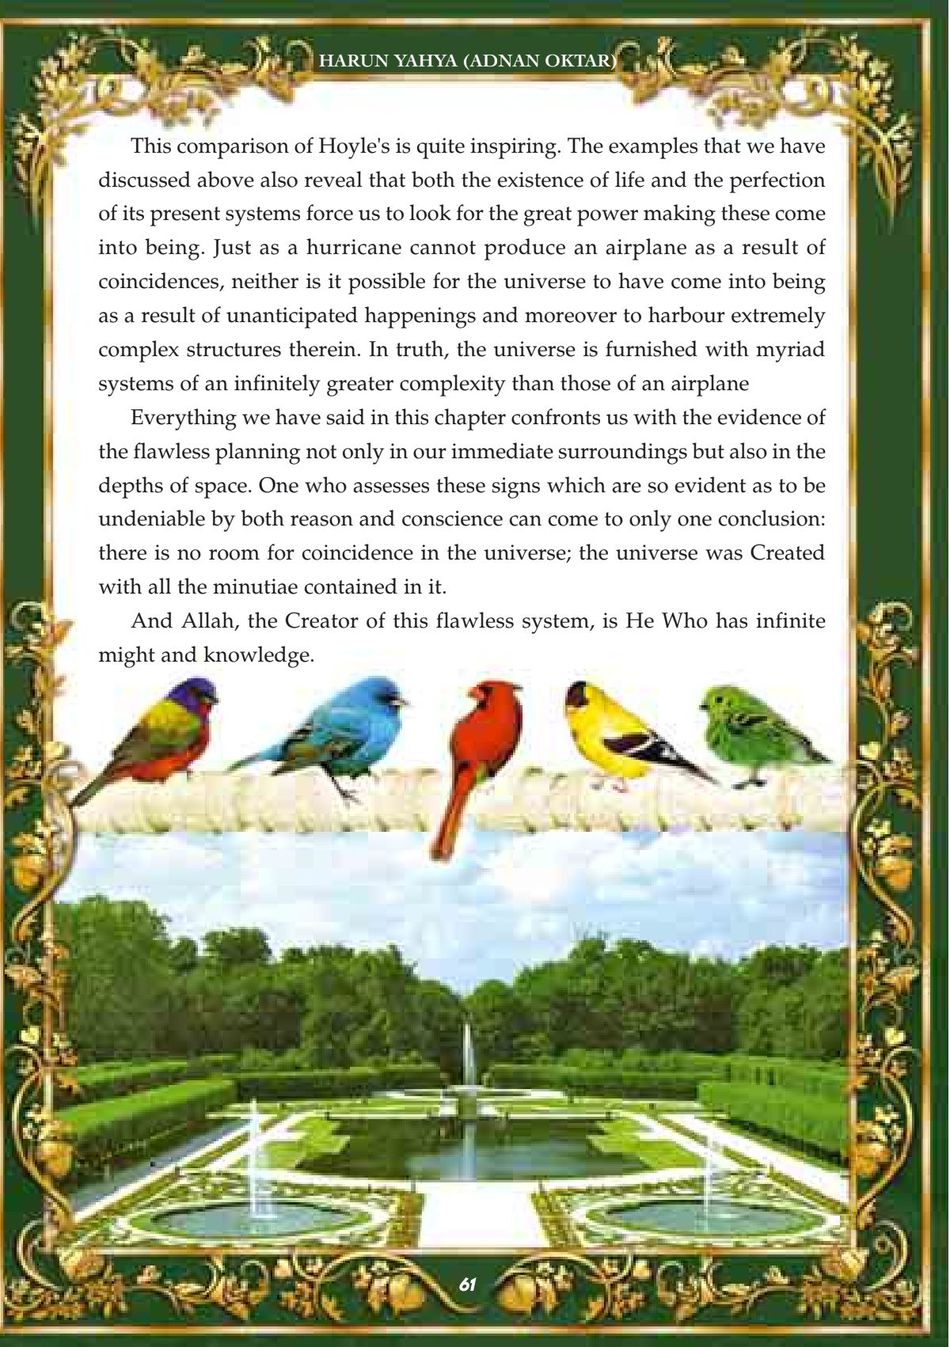 HARUN YAHYA (ADNAN OKTAR)
This comparison of Hoyle's is quite inspiring. The examples that we have
discussed above also reveal that both the existence of life and the perfection
of its present systems force us to look for the great power making these come
into being. Just as a hurricane cannot produce an airplane as a result of
coincidences, neither is it possible for the universe to have come into being
as a result of unanticipated happenings and moreover to harbour extremely
complex structures therein. In truth, the universe is furnished with myriad
systems of an infinitely greater complexity than those of an airplane
Everything we have said in this chapter confronts us with the evidence of
the flawless planning not only in our immediate surroundings but also in the
depths of space. One who assesses these signs which are so evident as to be
undeniable by both reason and conscience can come to only one conclusion:
there is no room for coincidence in the universe; the universe was Created
with all the minutiae contained in it.
And Allah, the Creator of this flawless system, is He Who has infinite
might and knowledge.
61